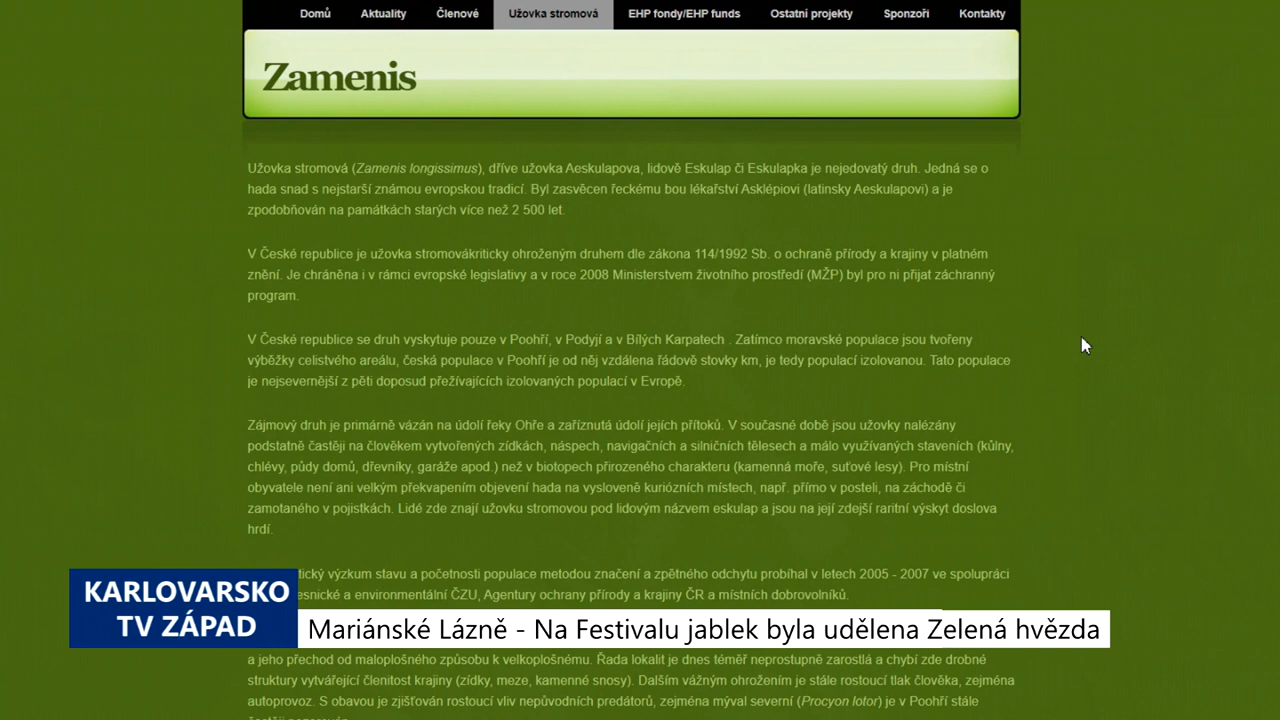 Domů Aktuality Členové Užovka stromová EHP fondy/EHP funds Ostatní projekty Sponzoři Kontakty
Zamenis
Užovka stromová (Zamenis longissimus), dříve užovka Aeskulapova, lidově Eskulap či Eskulapka je nejedovatý druh. Jedná se o
hada snad s nejstarší známou evropskou tradicí. Byl zasvěcen řeckému bou lékařství Asklépiovi (latinsky Aeskulapovi) a je
zpodobňován na památkách starých více než 2 500 let.
V České republice je užovka stromovákriticky ohroženým druhem dle zákona 114/1992 Sb. o ochraně přírody a krajiny v platném
znění. Je chráněna i v rámci evropské legislativy a v roce 2008 Ministerstvem životního prostředí (MŽP) byl pro ni přijat záchranný
program.
V České republice se druh vyskytuje pouze v Poohří, v Podyjí a v Bílých Karpatech . Zatímco moravské populace jsou tvořeny
výběžky celistvého areálu, česká populace v Poohří je od něj vzdálena řádově stovky km, je tedy populací izolovanou. Tato populace
je nejsevernější z pěti doposud přežívajících izolovaných populací v Evropě.
Zájmový druh je primárně vázán na údolí řeky Ohře a zaříznutá údolí jejích přítoků. V současné době jsou užovky nalézány
podstatně častěji na člověkem vytvořených zídkách, náspech, navigačních a silničních tělesech a málo využívaných staveních (kůlny,
chlévy, půdy domů, dřevníky, garáže apod.) než v biotopech přirozeného charakteru (kamenná moře, suťové lesy). Pro místní
obyvatele není ani velkým překvapením objevení hada na vysloveně kuriózních místech, např. přímo v posteli, na záchodě či
zamotaného v pojistkách. Lidé zde znají užovku stromovou pod lidovým názvem eskulap a jsou na její zdejší raritní výskyt doslova
hrdí.
tický výzkum stavu a početnosti populace metodou značení a zpětného odchytu probíhal v letech 2005 - 2007 ve spolupráci
esnické a environmentální ČZU, Agentury ochrany přírody a krajiny ČR a místních dobrovolníků.
KARLOVARSKO
TV ZÁPAD
Mariánské Lázně - Na Festivalu jablek byla udělena Zelená hvězda
a jeho přechod od maloplošného způsobu k velkoplošnému. Řada lokalit je dnes téměř neprostupně zarostlá a chybí zde drobné
struktury vytvářející členitost krajiny (zídky, meze, kamenné snosy). Dalším vážným ohrožením je stále rostoucí tlak člověka, zejména
autoprovoz. S obavou je zjišťován rostoucí vliv nepůvodních predátorů, zejména mýval severní (Procyon lotor) je v Poohří stále